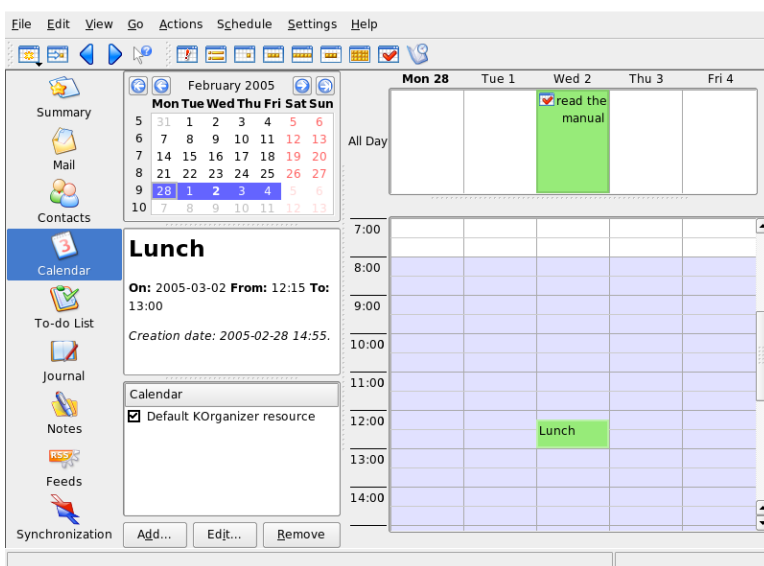 File Edit View Go Actions Schedule Settings Help
Summary
Mail
Contacts
3
Calendar
To-do List
Journal
Notes
RSS
Feeds
Synchronization
February 2005
Mon Tue Wed Thu Fri Sat Sun
5 31 1 2 3 4 5 6
6 7 8 9 10 11 12 13
7 14 15 16 17 18 19 20
8 21 22 23 24 25 26 27
9 28 1 2 3 4 5 6
10 7 8 9 10 11 12 13
Lunch
On: 2005-03-02 From: 12:15 To:
13:00
Creation date: 2005-02-28 14:55.
Calendar
Default KOrganizer resource
Add... Edit... Remove
Mon 28 Tue 1 Wed 2 Thu 3 Fri 4
All Day
read the
manual
7:00
8:00
9:00
10:00
11:00
12:00
Lunch
13:00
14:00